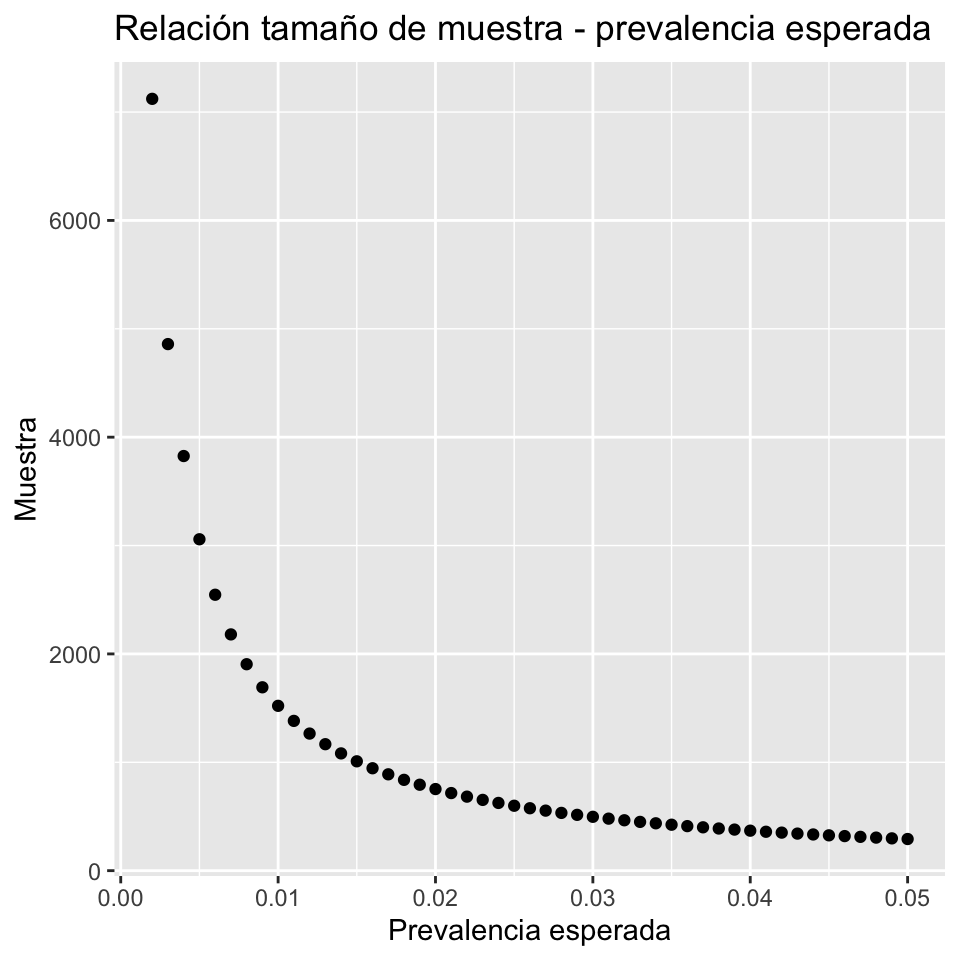 Relación tamaño de muestra - prevalencia esperada
Muestra
6000
4000
2000
0
0.00 0.01 0.02 0.03 0.04 0.05
Prevalencia esperada